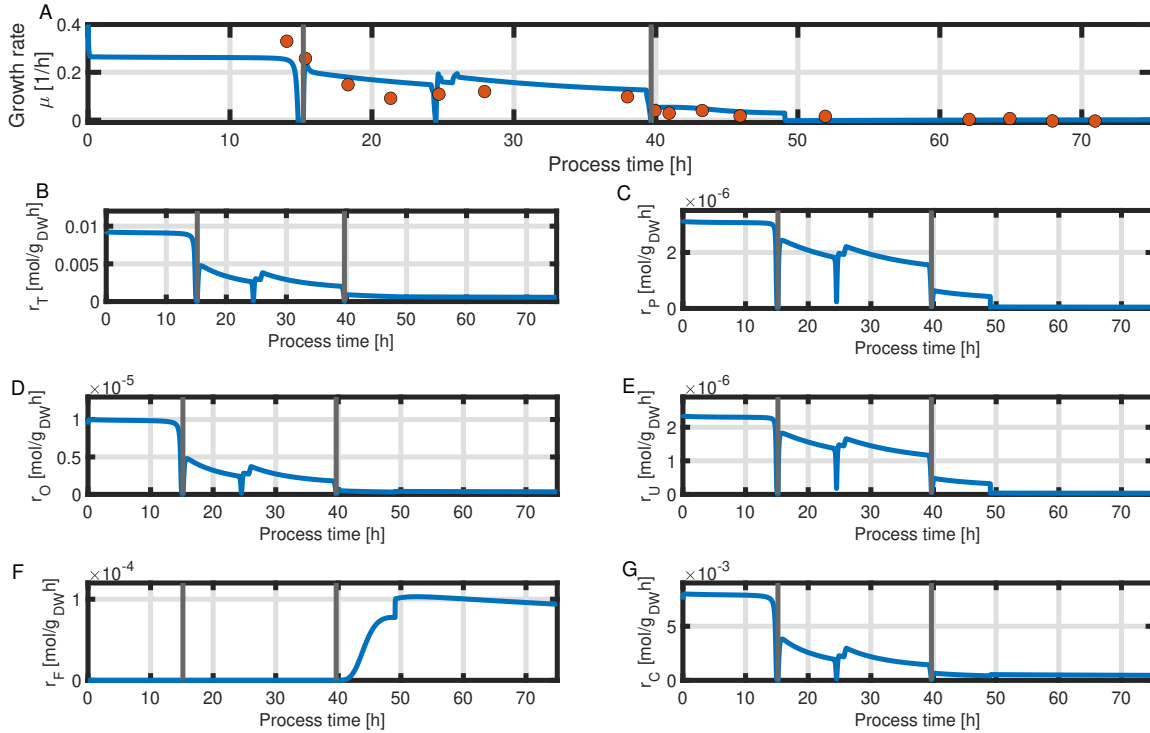 A
Growth rate
μ [1/h]
0.4
0.2
0
0 10 20 30 40 50 60 70
Process time [h]
B
r_T [mol/g_DW h]
0.01
0.005
0
0 10 20 30 40 50 60 70
Process time [h]
C
×10^-6
r_P [mol/g_DW h]
2
0
0 10 20 30 40 50 60 70
Process time [h]
D
×10^-5
r_O [mol/g_DW h]
1
0.5
0
0 10 20 30 40 50 60 70
Process time [h]
E
×10^-6
r_U [mol/g_DW h]
2
1
0
0 10 20 30 40 50 60 70
Process time [h]
F
×10^-4
r_F [mol/g_DW h]
1
0
0 10 20 30 40 50 60 70
Process time [h]
G
×10^-3
r_C [mol/g_DW h]
5
0
0 10 20 30 40 50 60 70
Process time [h]